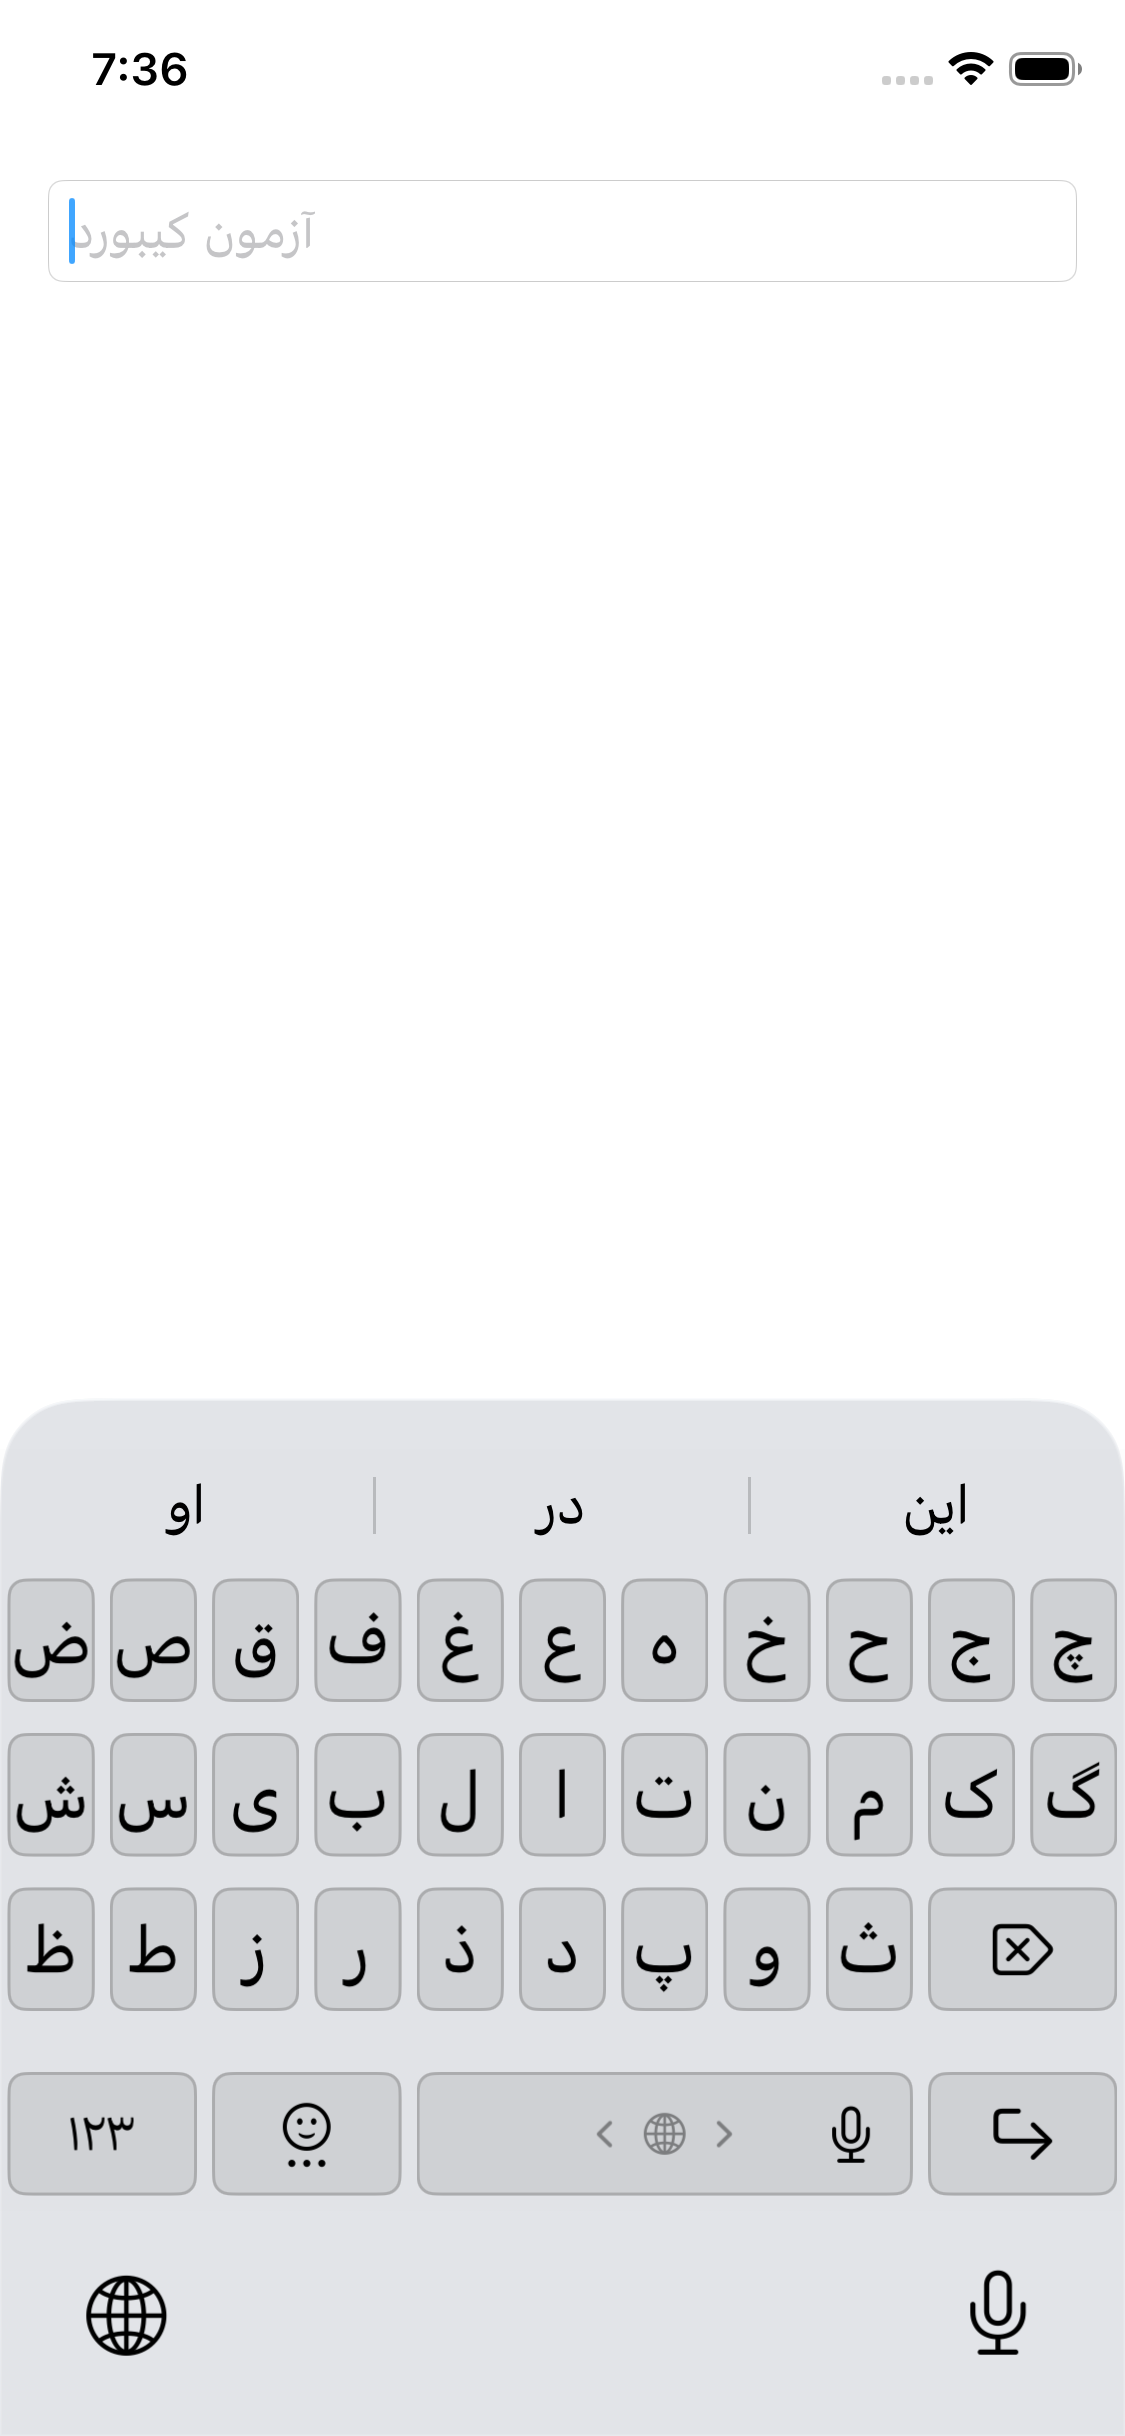 7:36
آزمون کیبورد
این در او
ض ص ق ف غ ع ه خ ح ج چ
ش س ی ب ل ا ت ن م ک گ
ظ ط ز ر ذ د پ و ث
۱۲۳